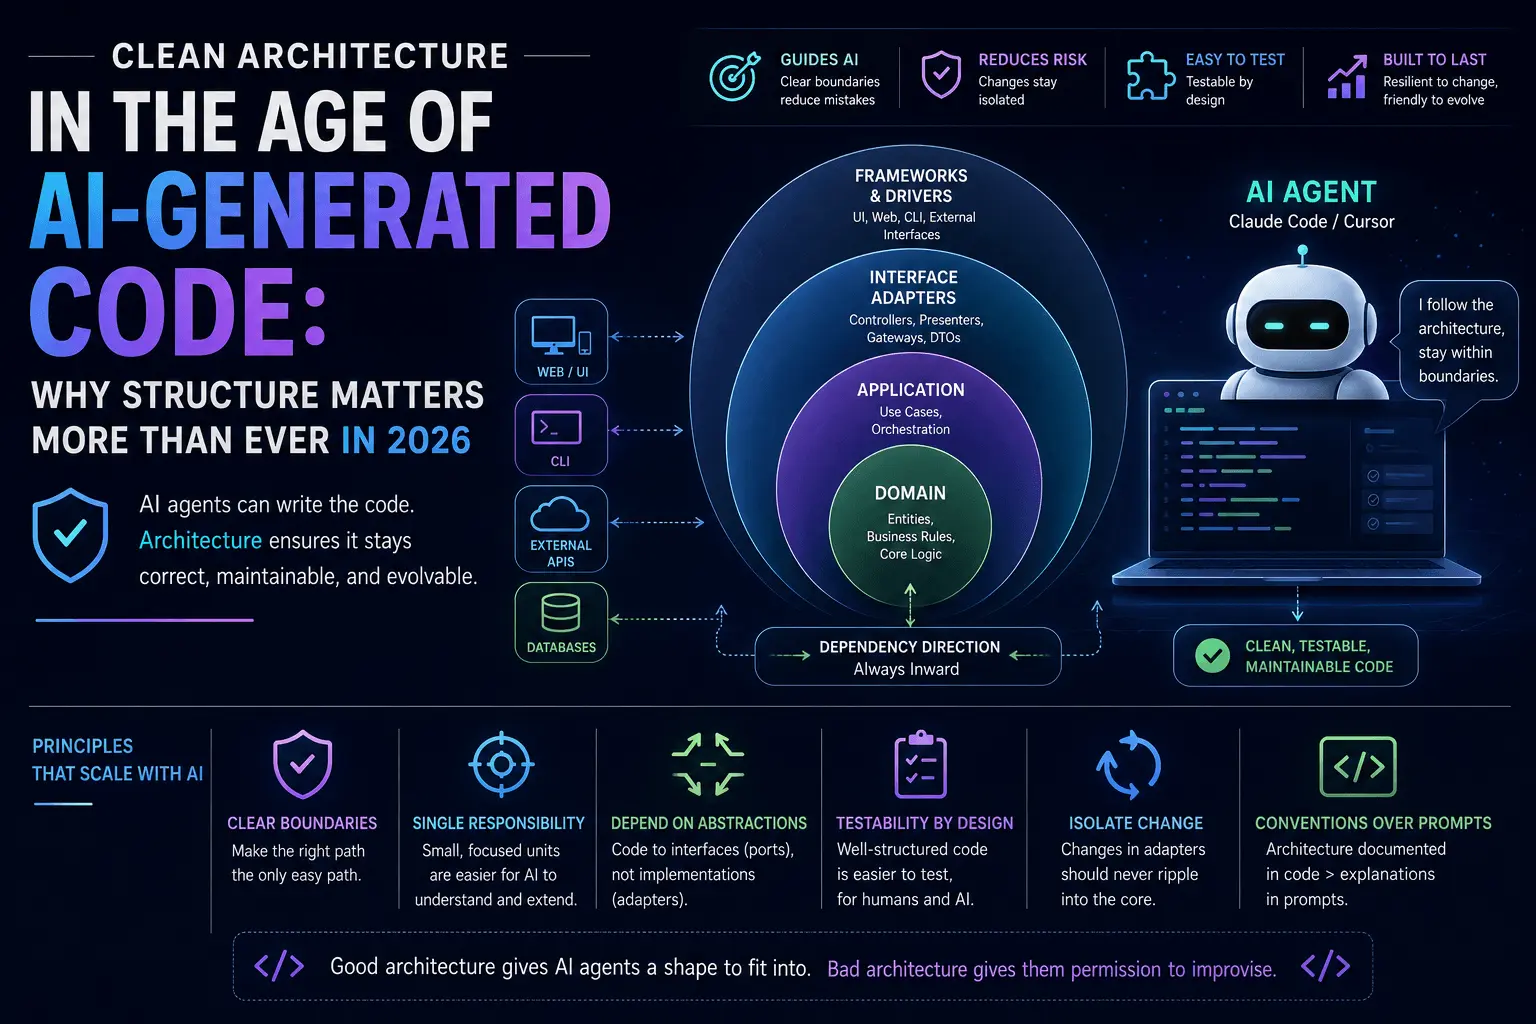 CLEAN ARCHITECTURE
IN THE AGE OF
AI-GENERATED
CODE:
WHY STRUCTURE MATTERS
MORE THAN EVER IN 2026
AI agents can write the code.
Architecture ensures it stays
correct, maintainable, and evolvable.
GUIDES AI
Clear boundaries
reduce mistakes
REDUCES RISK
Changes stay
isolated
EASY TO TEST
Testable by
design
BUILT TO LAST
Resilient to change,
friendly to evolve
WEB / UI
CLI
EXTERNAL
APIS
DATABASES
FRAMEWORKS
& DRIVERS
UI, Web, CLI, External
Interfaces
INTERFACE
ADAPTERS
Controllers, Presenters,
Gateways, DTOs
APPLICATION
Use Cases,
Orchestration
DOMAIN
Entities,
Business Rules,
Core Logic
DEPENDENCY DIRECTION
Always Inward
AI AGENT
Claude Code / Cursor
I follow the
architecture,
stay within
boundaries.
CLEAN, TESTABLE,
MAINTAINABLE CODE
PRINCIPLES
THAT SCALE WITH AI
CLEAR BOUNDARIES
Make the right path
the only easy path.
SINGLE RESPONSIBILITY
Small, focused units
are easier for AI to
understand and extend.
DEPEND ON ABSTRACTIONS
Code to interfaces (ports),
not implementations
(adapters).
TESTABILITY BY DESIGN
Well-structured code
is easier to test,
for humans and AI.
ISOLATE CHANGE
Changes in adapters
should never ripple
into the core.
CONVENTIONS OVER PROMPTS
Architecture documented
in code > explanations
in prompts.
</> Good architecture gives AI agents a shape to fit into. Bad architecture gives them permission to improvise. </>